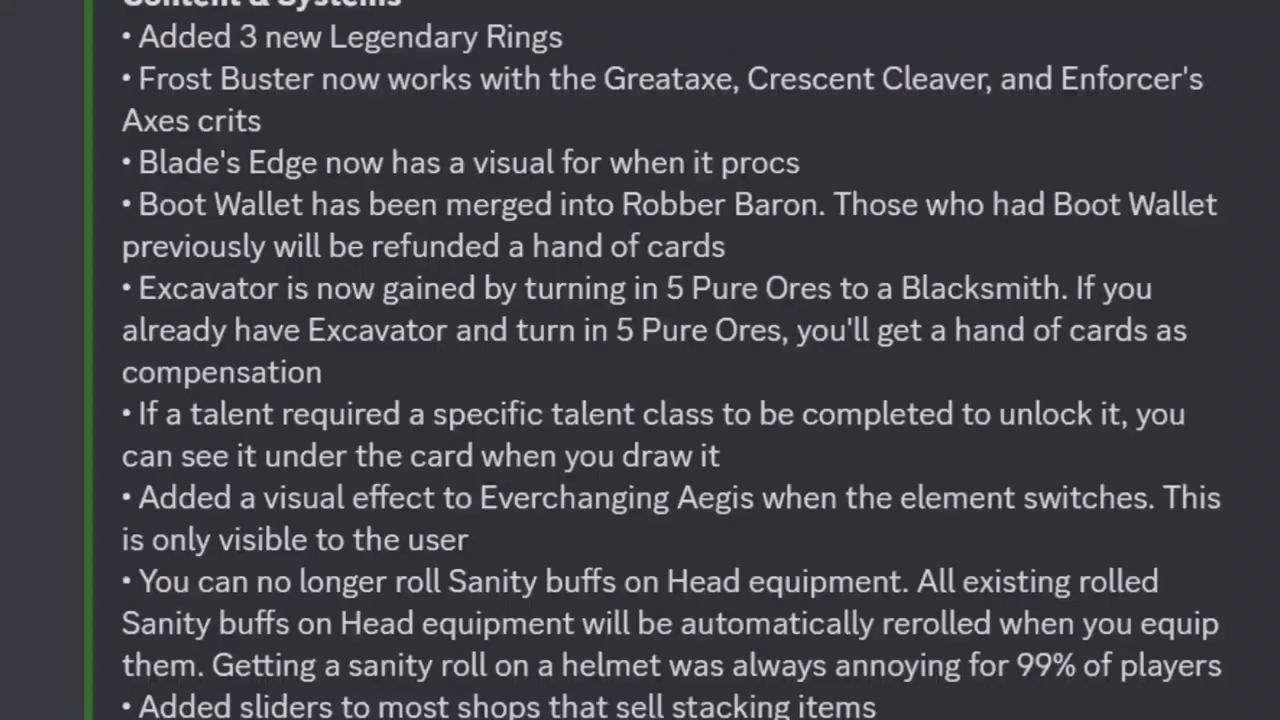 Content & Systems
• Added 3 new Legendary Rings
• Frost Buster now works with the Greataxe, Crescent Cleaver, and Enforcer's
Axes crits
• Blade's Edge now has a visual for when it procs
• Boot Wallet has been merged into Robber Baron. Those who had Boot Wallet
previously will be refunded a hand of cards
• Excavator is now gained by turning in 5 Pure Ores to a Blacksmith. If you
already have Excavator and turn in 5 Pure Ores, you'll get a hand of cards as
compensation
• If a talent required a specific talent class to be completed to unlock it, you
can see it under the card when you draw it
• Added a visual effect to Everchanging Aegis when the element switches. This
is only visible to the user
• You can no longer roll Sanity buffs on Head equipment. All existing rolled
Sanity buffs on Head equipment will be automatically rerolled when you equip
them. Getting a sanity roll on a helmet was always annoying for 99% of players
• Added sliders to most shops that sell stacking items